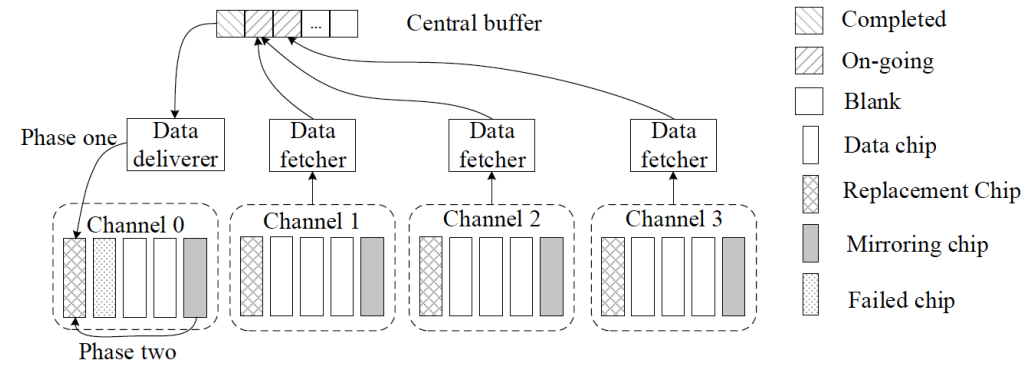 Central buffer
...
Completed
On-going
Blank
Data chip
Replacement Chip
Mirroring chip
Failed chip
Phase one
Data
deliverer
Data
fetcher
Data
fetcher
Data
fetcher
Channel 0
Channel 1
Channel 2
Channel 3
Phase two